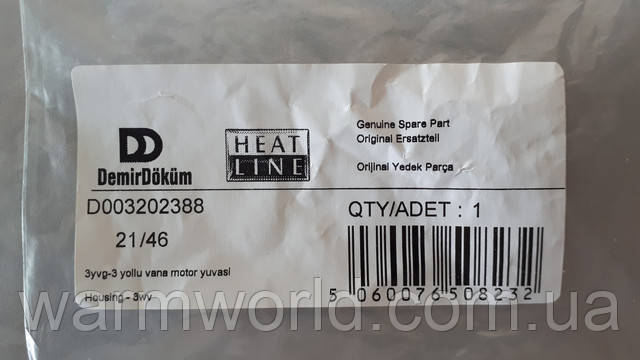 DD
DemirDöküm
HEAT
LINE
Genuine Spare Part
Original Ersatzteil
Orijinal Yedek Parça
D003202388
QTY/ADET : 1
21/46
3yvg-3 yollu vana motor yuvasi
Housing - 3wv
5 060076 508232
warmworld.com.ua